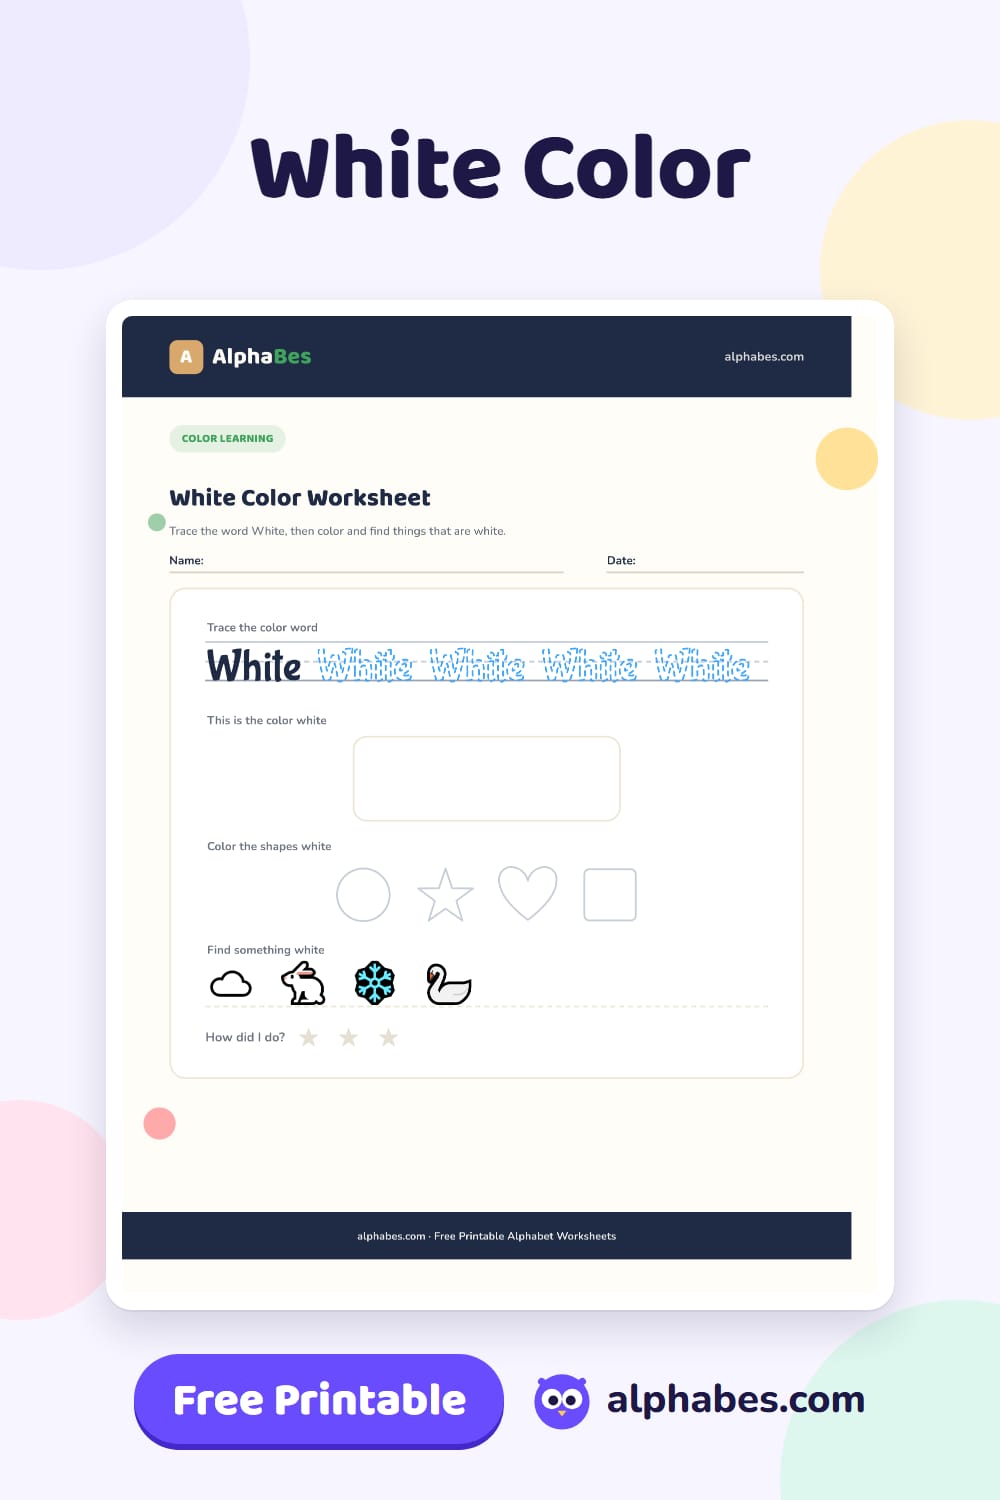 White Color
A AlphaBes
alphabes.com
COLOR LEARNING
White Color Worksheet
Trace the word White, then color and find things that are white.
Name: Date:
Trace the color word
White White White White White
This is the color white
Color the shapes white
Find something white
How did I do?
alphabes.com · Free Printable Alphabet Worksheets
Free Printable
alphabes.com